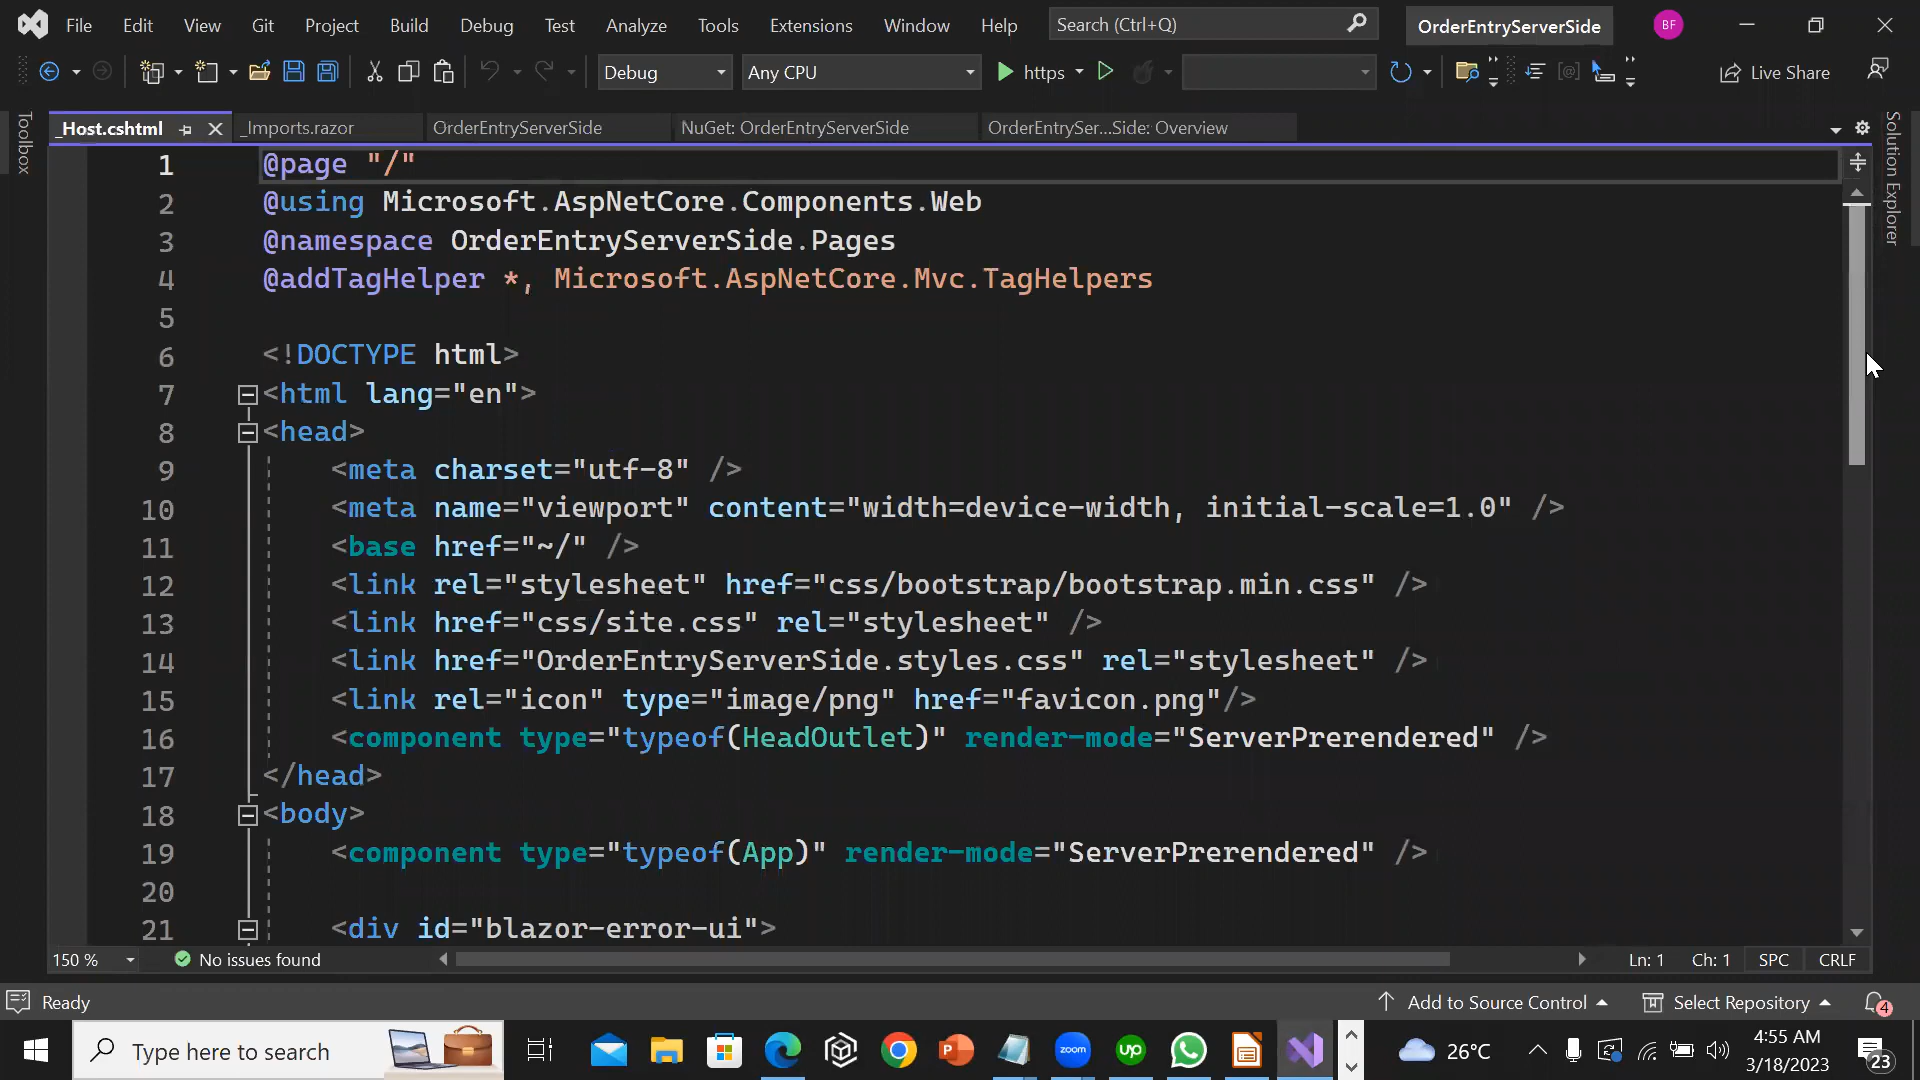 File Edit View Git Project Build Debug Test Analyze Tools Extensions Window Help Search (Ctrl+Q) OrderEntryServerSide BF
Debug Any CPU https Live Share
Toolbox
_Host.cshtml _Imports.razor OrderEntryServerSide NuGet: OrderEntryServerSide OrderEntrySer...Side: Overview
Solution Explorer
1 @page "/"
2 @using Microsoft.AspNetCore.Components.Web
3 @namespace OrderEntryServerSide.Pages
4 @addTagHelper *, Microsoft.AspNetCore.Mvc.TagHelpers
5
6 <!DOCTYPE html>
7 <html lang="en">
8 <head>
9 <meta charset="utf-8" />
10 <meta name="viewport" content="width=device-width, initial-scale=1.0" />
11 <base href="~/" />
12 <link rel="stylesheet" href="css/bootstrap/bootstrap.min.css" />
13 <link href="css/site.css" rel="stylesheet" />
14 <link href="OrderEntryServerSide.styles.css" rel="stylesheet" />
15 <link rel="icon" type="image/png" href="favicon.png"/>
16 <component type="typeof(HeadOutlet)" render-mode="ServerPrerendered" />
17 </head>
18 <body>
19 <component type="typeof(App)" render-mode="ServerPrerendered" />
20
21 <div id="blazor-error-ui">
150 % No issues found Ln: 1 Ch: 1 SPC CRLF
Ready Add to Source Control Select Repository 4
Type here to search zoom up 26°C 4:55 AM
3/18/2023 23